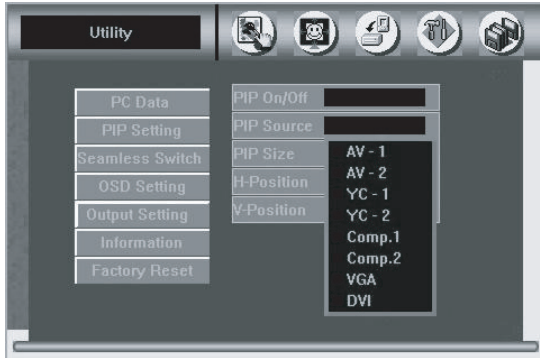 Utility
PC Data
PIP Setting
Seamless Switch
OSD Setting
Output Setting
Information
Factory Reset
PIP On/Off
PIP Source
PIP Size
H-Position
V-Position
AV - 1
AV - 2
YC - 1
YC - 2
Comp.1
Comp.2
VGA
DVI